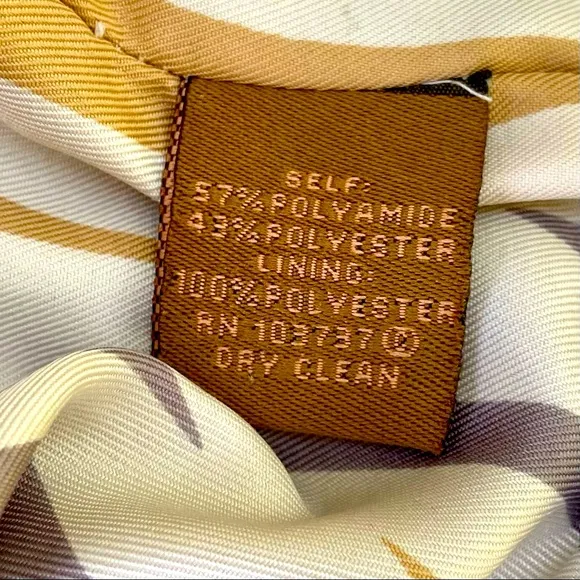 SELF:
57%POLYAMIDE
43%POLYESTER
LINING:
100%POLYESTER
RN 103737
DRY CLEAN